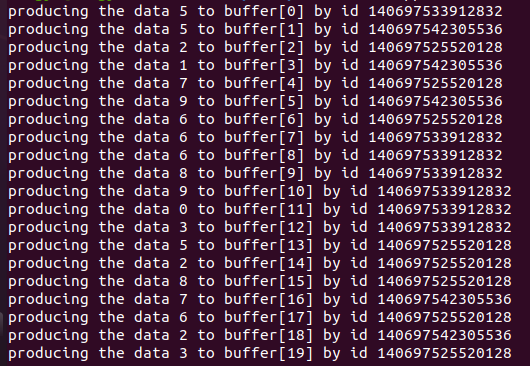 producing the data 5 to buffer[0] by id 140697533912832
producing the data 5 to buffer[1] by id 140697542305536
producing the data 2 to buffer[2] by id 140697525520128
producing the data 1 to buffer[3] by id 140697542305536
producing the data 7 to buffer[4] by id 140697525520128
producing the data 9 to buffer[5] by id 140697542305536
producing the data 6 to buffer[6] by id 140697525520128
producing the data 6 to buffer[7] by id 140697533912832
producing the data 6 to buffer[8] by id 140697533912832
producing the data 8 to buffer[9] by id 140697533912832
producing the data 9 to buffer[10] by id 140697533912832
producing the data 0 to buffer[11] by id 140697533912832
producing the data 3 to buffer[12] by id 140697533912832
producing the data 5 to buffer[13] by id 140697525520128
producing the data 2 to buffer[14] by id 140697525520128
producing the data 8 to buffer[15] by id 140697525520128
producing the data 7 to buffer[16] by id 140697542305536
producing the data 6 to buffer[17] by id 140697525520128
producing the data 2 to buffer[18] by id 140697542305536
producing the data 3 to buffer[19] by id 140697525520128